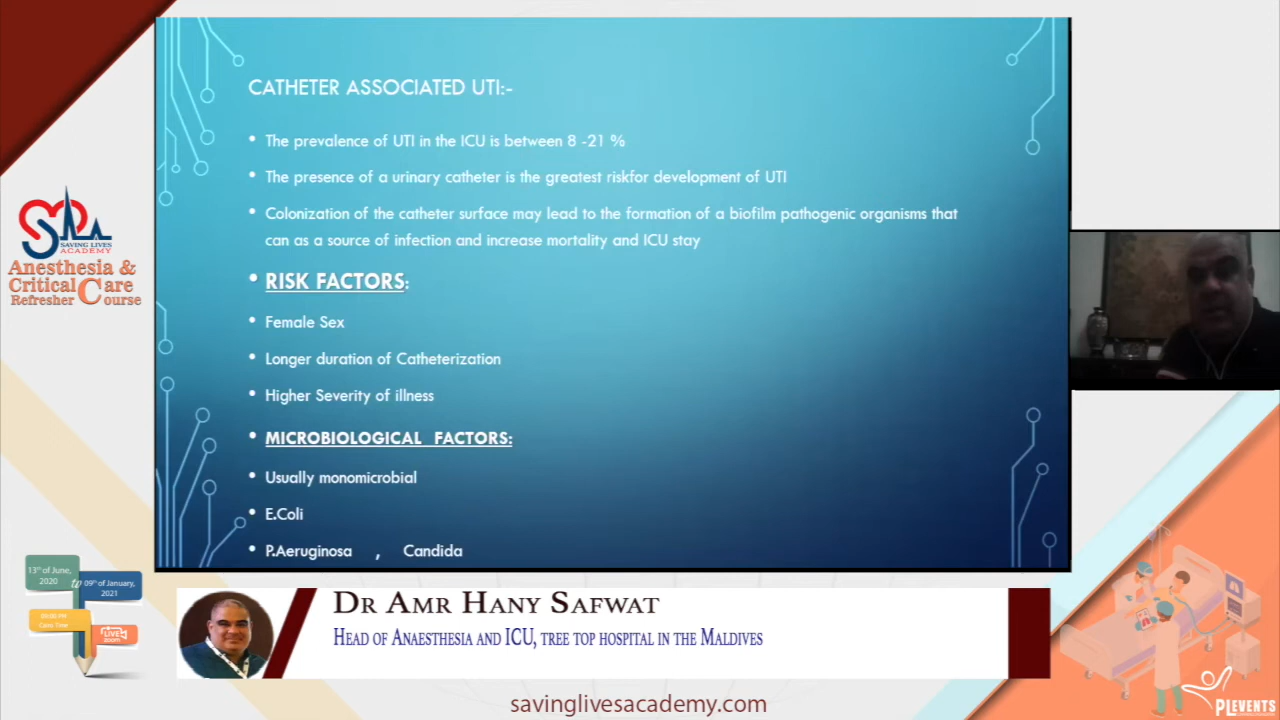 CATHETER ASSOCIATED UTI:-
• The prevalence of UTI in the ICU is between 8 -21 %
• The presence of a urinary catheter is the greatest riskfor development of UTI
• Colonization of the catheter surface may lead to the formation of a biofilm pathogenic organisms that
can as a source of infection and increase mortality and ICU stay
• RISK FACTORS:
• Female Sex
• Longer duration of Catheterization
• Higher Severity of illness
• MICROBIOLOGICAL FACTORS:
• Usually monomicrobial
• E.Coli
• P.Aeruginosa , Candida
SAVING LIVES
ACADEMY
Anesthesia &
Critical Care
Refresher Course
13th of June,
2020
to
09th of January,
2021
Cairo Time
LIVE
zoom
DR AMR HANY SAFWAT
HEAD OF ANAESTHESIA AND ICU, TREE TOP HOSPITAL IN THE MALDIVES
savinglivesacademy.com
PLEVENTS